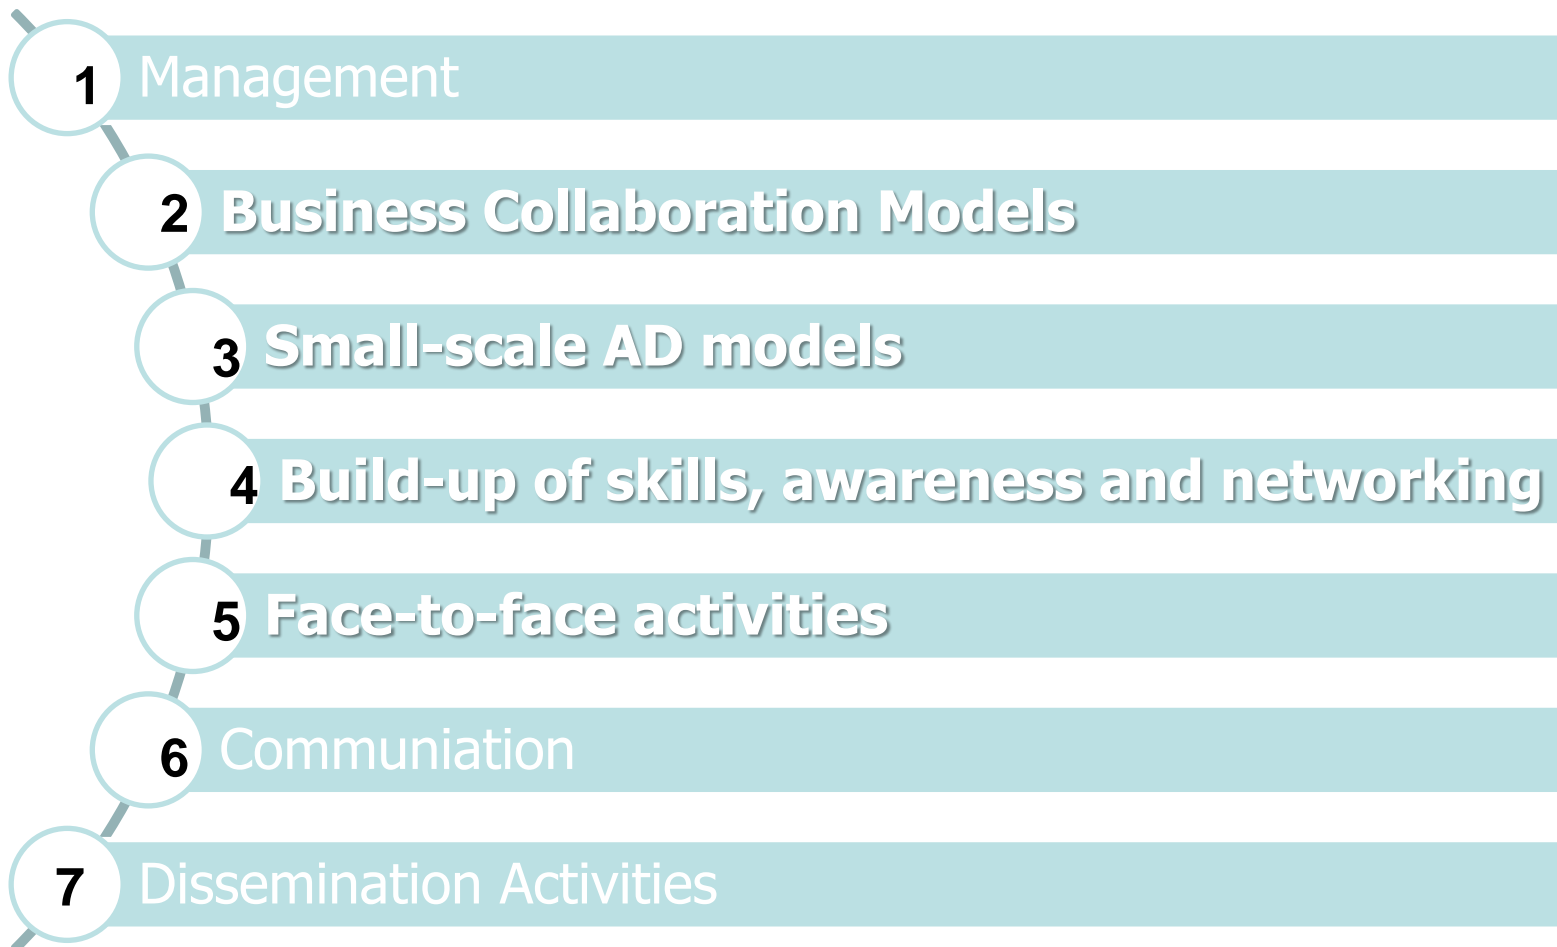 1 Management
2 Business Collaboration Models
3 Small-scale AD models
4 Build-up of skills, awareness and networking
5 Face-to-face activities
6 Communiation
7 Dissemination Activities